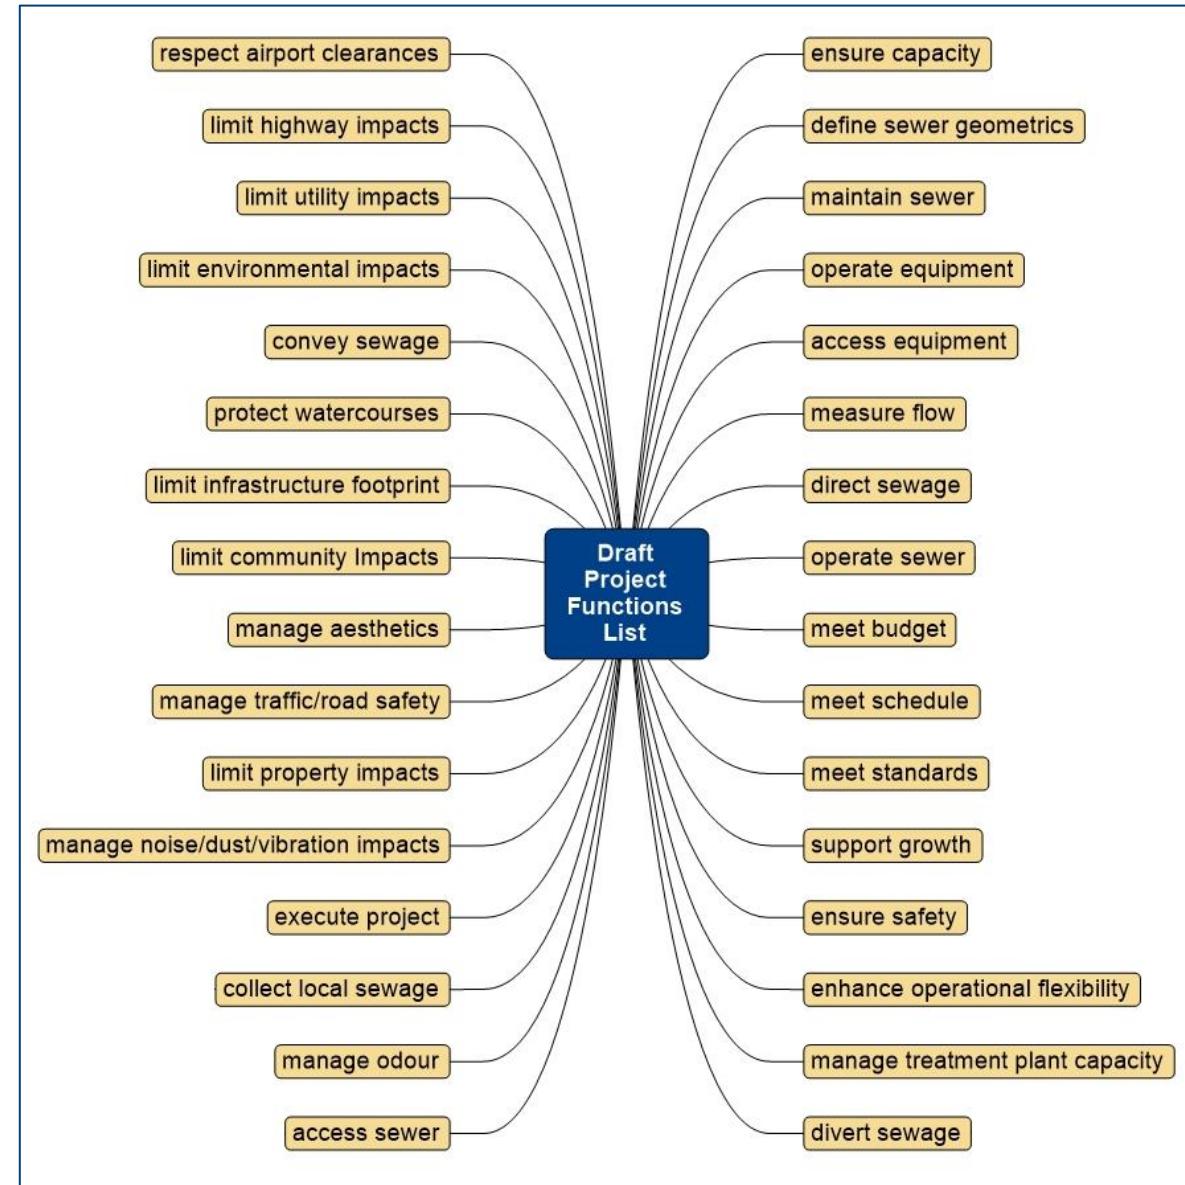 respect airport clearances
limit highway impacts
limit utility impacts
limit environmental impacts
convey sewage
protect watercourses
limit infrastructure footprint
limit community Impacts
manage aesthetics
manage traffic/road safety
limit property impacts
manage noise/dust/vibration impacts
execute project
collect local sewage
manage odour
access sewer
Draft
Project
Functions
List
ensure capacity
define sewer geometrics
maintain sewer
operate equipment
access equipment
measure flow
direct sewage
operate sewer
meet budget
meet schedule
meet standards
support growth
ensure safety
enhance operational flexibility
manage treatment plant capacity
divert sewage